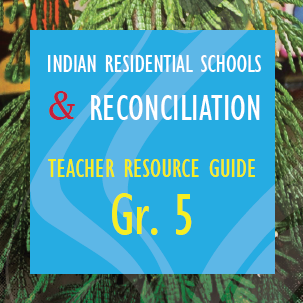 INDIAN RESIDENTIAL SCHOOLS
& RECONCILIATION
TEACHER RESOURCE GUIDE
Gr. 5